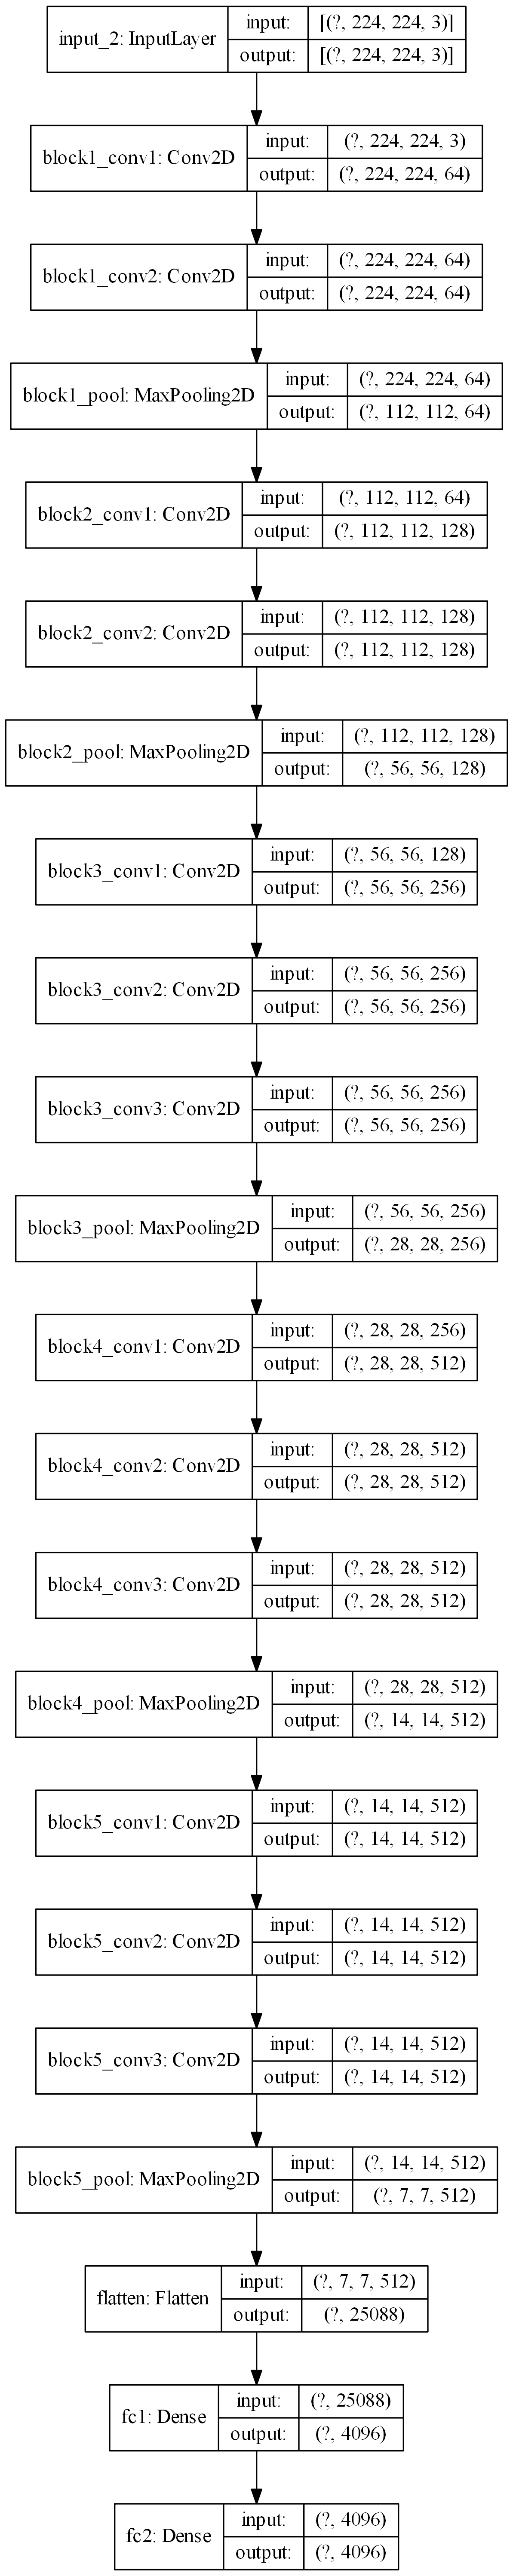 input_2: InputLayer
input: [(?, 224, 224, 3)]
output: [(?, 224, 224, 3)]
block1_conv1: Conv2D
input: (?, 224, 224, 3)
output: (?, 224, 224, 64)
block1_conv2: Conv2D
input: (?, 224, 224, 64)
output: (?, 224, 224, 64)
block1_pool: MaxPooling2D
input: (?, 224, 224, 64)
output: (?, 112, 112, 64)
block2_conv1: Conv2D
input: (?, 112, 112, 64)
output: (?, 112, 112, 128)
block2_conv2: Conv2D
input: (?, 112, 112, 128)
output: (?, 112, 112, 128)
block2_pool: MaxPooling2D
input: (?, 112, 112, 128)
output: (?, 56, 56, 128)
block3_conv1: Conv2D
input: (?, 56, 56, 128)
output: (?, 56, 56, 256)
block3_conv2: Conv2D
input: (?, 56, 56, 256)
output: (?, 56, 56, 256)
block3_conv3: Conv2D
input: (?, 56, 56, 256)
output: (?, 56, 56, 256)
block3_pool: MaxPooling2D
input: (?, 56, 56, 256)
output: (?, 28, 28, 256)
block4_conv1: Conv2D
input: (?, 28, 28, 256)
output: (?, 28, 28, 512)
block4_conv2: Conv2D
input: (?, 28, 28, 512)
output: (?, 28, 28, 512)
block4_conv3: Conv2D
input: (?, 28, 28, 512)
output: (?, 28, 28, 512)
block4_pool: MaxPooling2D
input: (?, 28, 28, 512)
output: (?, 14, 14, 512)
block5_conv1: Conv2D
input: (?, 14, 14, 512)
output: (?, 14, 14, 512)
block5_conv2: Conv2D
input: (?, 14, 14, 512)
output: (?, 14, 14, 512)
block5_conv3: Conv2D
input: (?, 14, 14, 512)
output: (?, 14, 14, 512)
block5_pool: MaxPooling2D
input: (?, 14, 14, 512)
output: (?, 7, 7, 512)
flatten: Flatten
input: (?, 7, 7, 512)
output: (?, 25088)
fc1: Dense
input: (?, 25088)
output: (?, 4096)
fc2: Dense
input: (?, 4096)
output: (?, 4096)